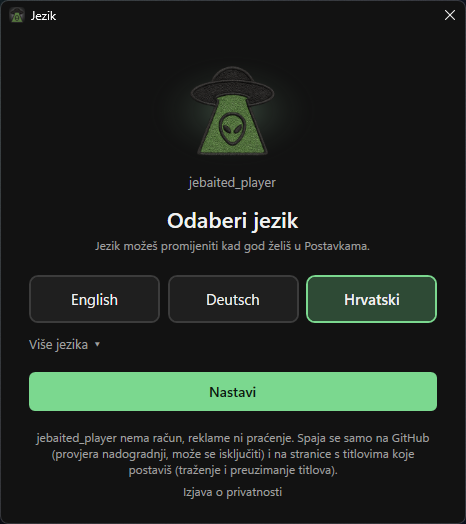 Jezik
jebaited_player
Odaberi jezik
Jezik možeš promijeniti kad god želiš u Postavkama.
English
Deutsch
Hrvatski
Više jezika
Nastavi
jebaited_player nema račun, reklame ni praćenje. Spaja se samo na GitHub
(provjera nadogradnji, može se isključiti) i na stranice s titlovima koje
postaviš (traženje i preuzimanje titlova).
Izjava o privatnosti